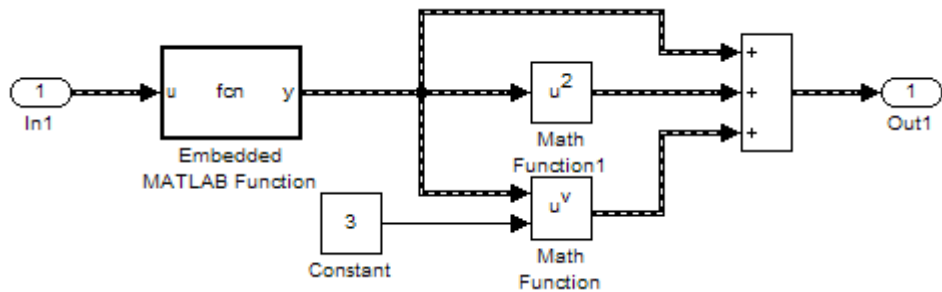 1
In1
u fcn y
Embedded
MATLAB Function
u²
Math
Function1
3
Constant
uᵛ
Math
Function
+
+
+
1
Out1